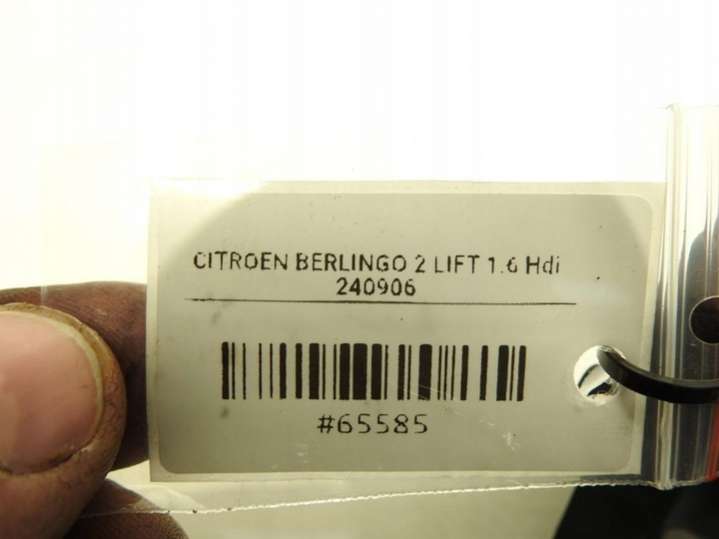 CITROEN BERLINGO 2 LIFT 1.6 Hdi
240906
#65585